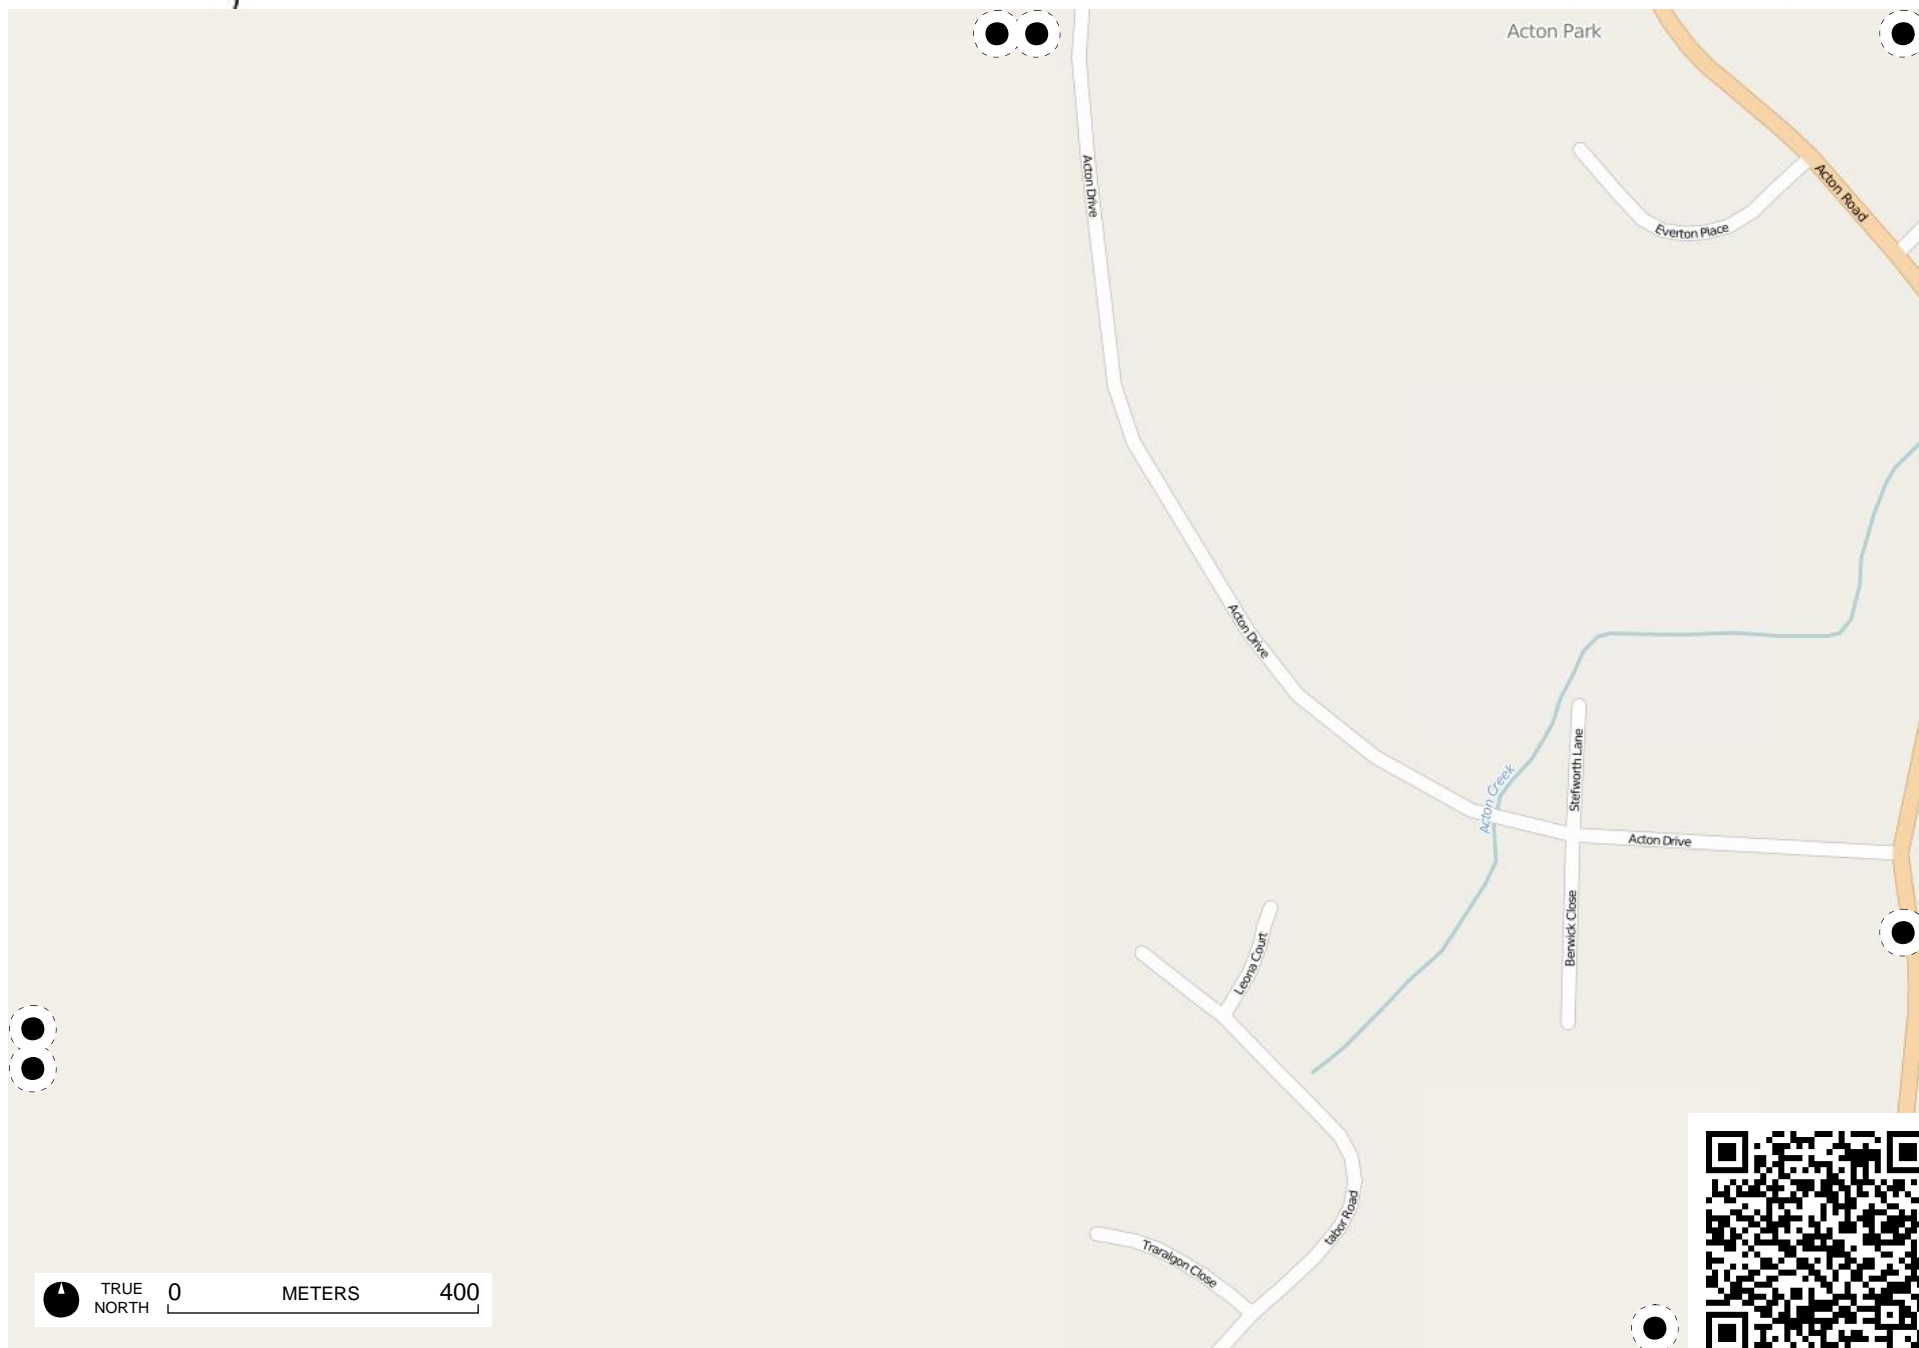 Acton Park
Acton Drive
Acton Road
Everton Place
Acton Drive
Stefworth Lane
Acton Creek
Acton Drive
Berwick Close
Leona Court
tabor Road
Traralgon Close
TRUE
NORTH
0 METERS 400